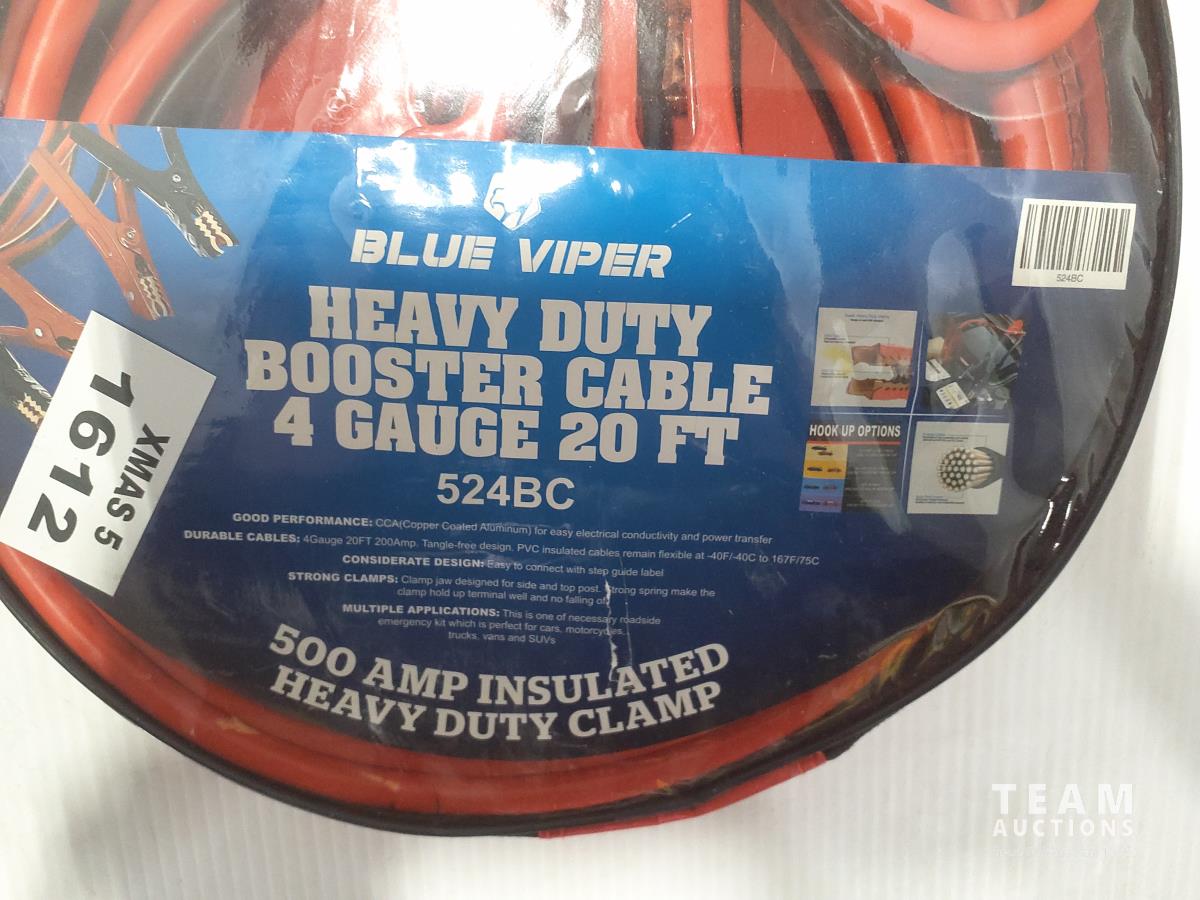 BLUE VIPER
HEAVY DUTY
BOOSTER CABLE
4 GAUGE 20 FT
524BC
GOOD PERFORMANCE: CCA(Copper Coated Aluminum) for easy electrical conductivity and power transfer
DURABLE CABLES: 4Gauge 20FT 200Amp. Tangle-free design. PVC insulated cables remain flexible at -40F/-40C to 167F/75C
CONSIDERATE DESIGN: Easy to connect with step guide label
STRONG CLAMPS: Clamp jaw designed for side and top post. Strong spring make the
clamp hold up terminal well and no falling of
MULTIPLE APPLICATIONS: This is one of necessary roadside
emergency kit which is perfect for cars, motorcycles,
trucks, vans and SUVs
500 AMP INSULATED
HEAVY DUTY CLAMP
524BC
HOOK UP OPTIONS
XMAS 5
1612
TEAM
AUCTIONS